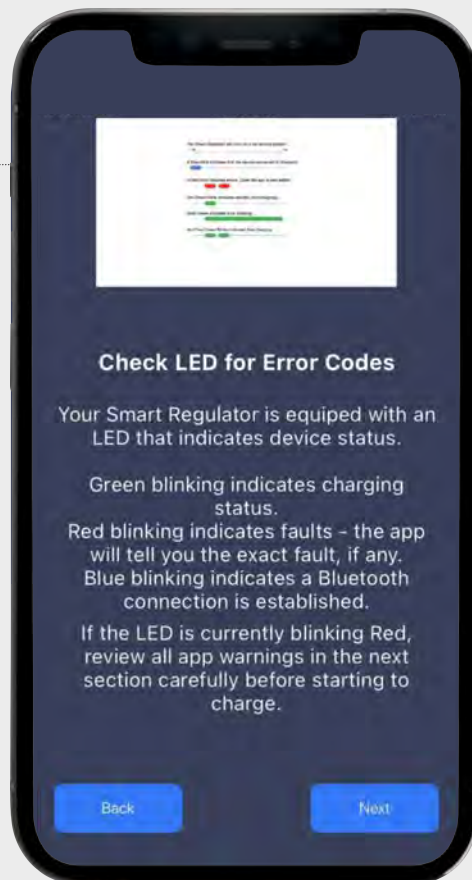 Check LED for Error Codes
Your Smart Regulator is equiped with an
LED that indicates device status.
Green blinking indicates charging
status.
Red blinking indicates faults - the app
will tell you the exact fault, if any.
Blue blinking indicates a Bluetooth
connection is established.
If the LED is currently blinking Red,
review all app warnings in the next
section carefully before starting to
charge.
Back
Next